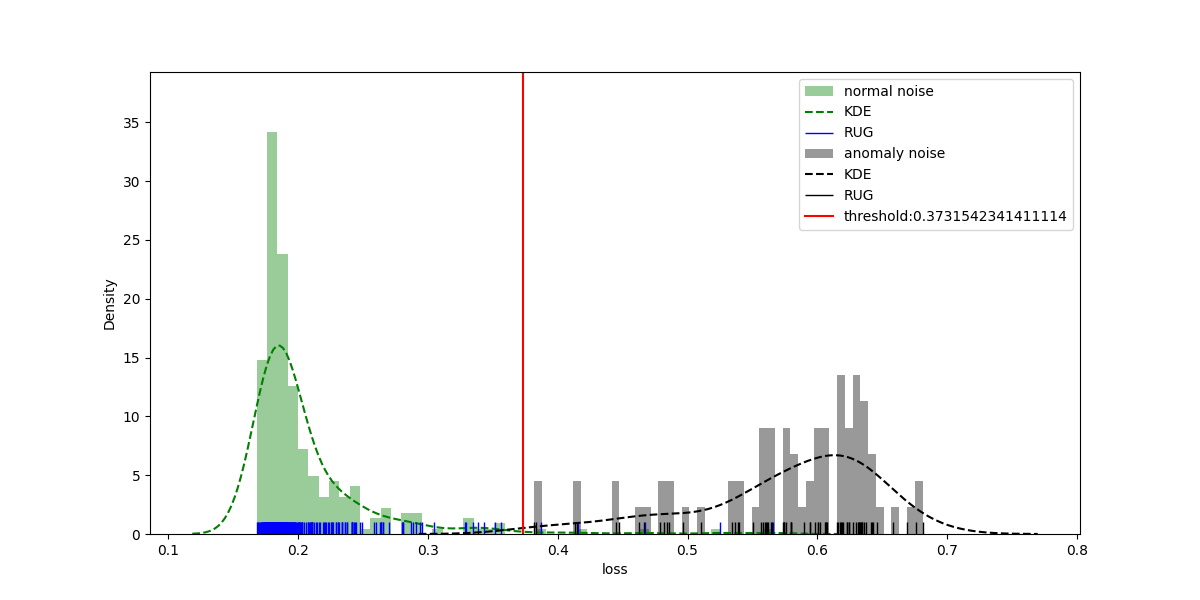 normal noise
KDE
RUG
anomaly noise
KDE
RUG
threshold:0.3731542341411114
35
30
25
20
15
10
5
0
Density
0.1 0.2 0.3 0.4 0.5 0.6 0.7 0.8
loss